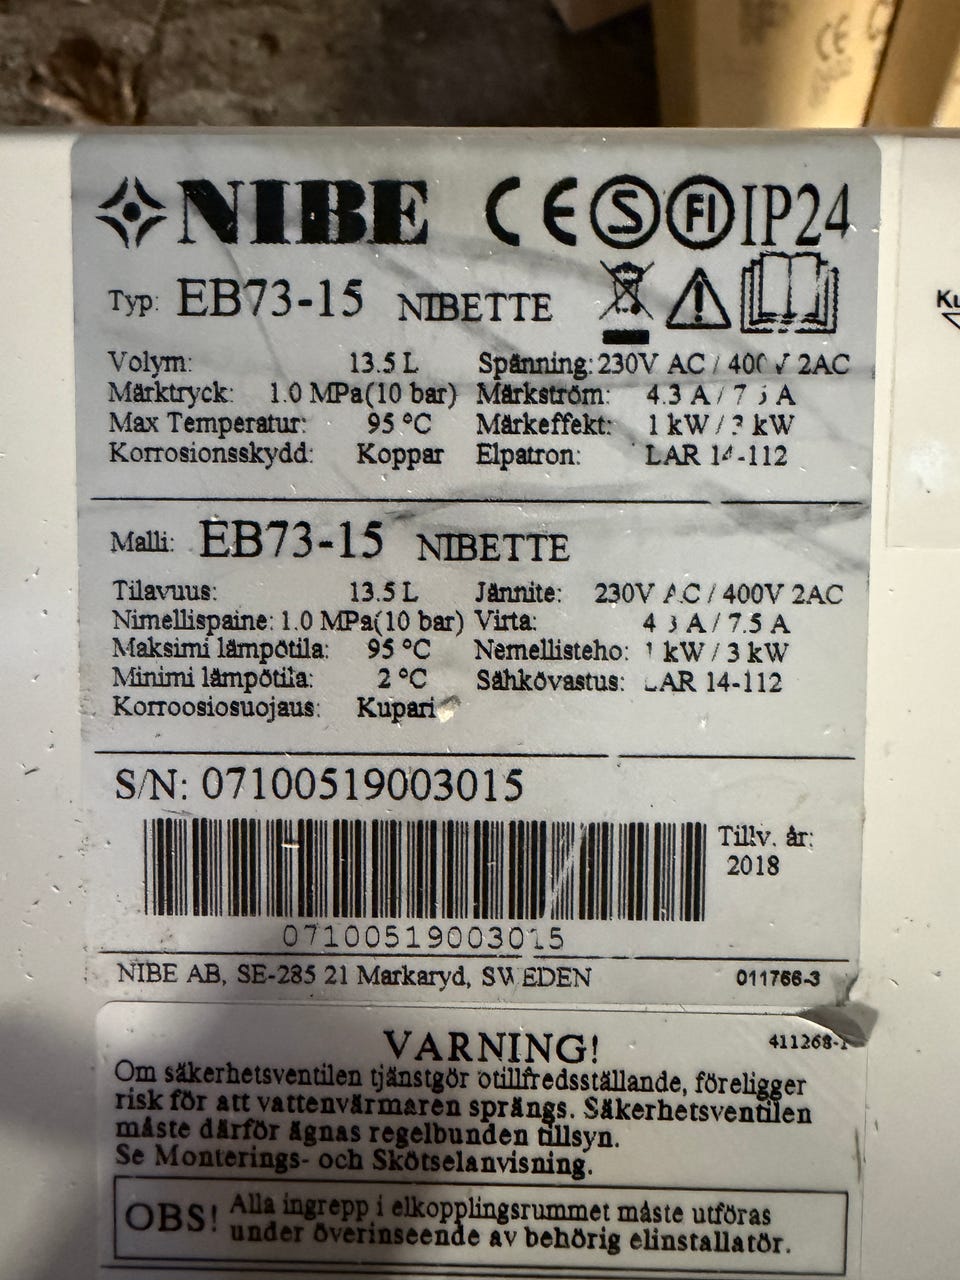 NIBE CE S FI IP24
Typ: EB73-15 NIBETTE
Volym: 13.5 L Spänning: 230V AC / 400V 2AC
Märktryck: 1.0 MPa(10 bar) Märkström: 4.3 A / 7.5 A
Max Temperatur: 95 °C Märkeffekt: 1 kW / 3 kW
Korrosionsskydd: Koppar Elpatron: LAR 14-112
Malli: EB73-15 NIBETTE
Tilavuus: 13.5 L Jännite: 230V AC / 400V 2AC
Nimellispaine: 1.0 MPa(10 bar) Virta: 4.3 A / 7.5 A
Maksimi lämpötila: 95 °C Nemellisteho: 1 kW / 3 kW
Minimi lämpötila: 2 °C Sähkövastus: LAR 14-112
Korroosiosuojaus: Kupari
S/N: 07100519003015
Tillv. år:
2018
07100519003015
NIBE AB, SE-285 21 Markaryd, SWEDEN 011766-3
VARNING! 411268-1
Om säkerhetsventilen tjänstgör otillfredsställande, föreligger
risk för att vattenvärmaren sprängs. Säkerhetsventilen
måste därför ägnas regelbunden tillsyn.
Se Monterings- och Skötselanvisning.
OBS! Alla ingrepp i elkopplingsrummet måste utföras
under överinseende av behörig elinstallatör.
CE